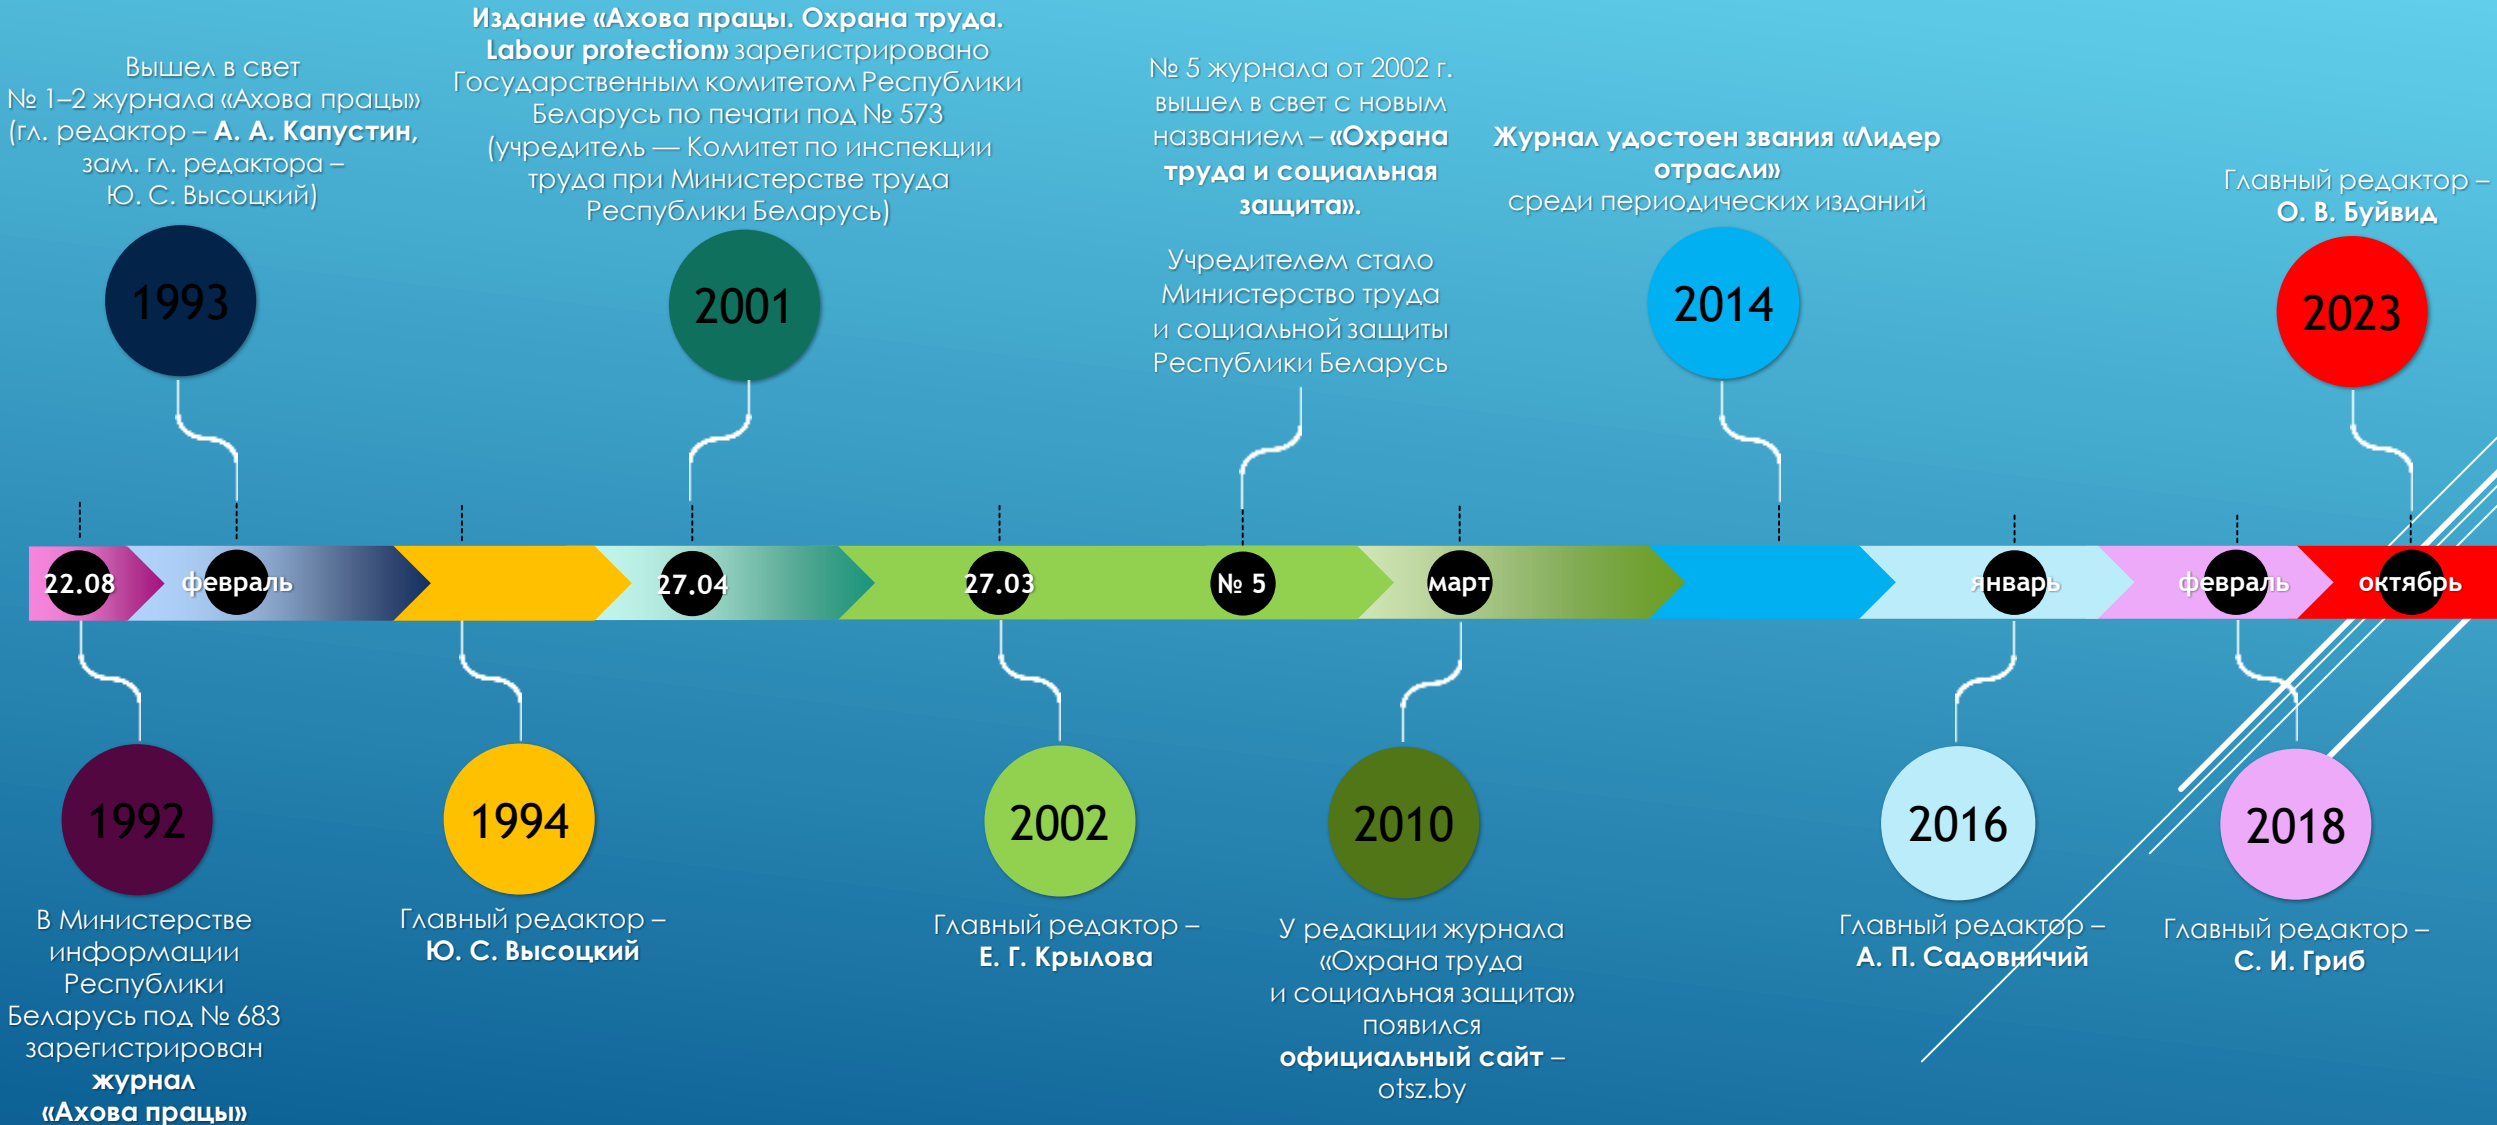 Вышел в свет
№ 1–2 журнала «Ахова працы»
(гл. редактор – А. А. Капустин,
зам. гл. редактора –
Ю. С. Высоцкий)
1993
Издание «Ахова працы. Охрана труда.
Labour protection» зарегистрировано
Государственным комитетом Республики
Беларусь по печати под № 573
(учредитель — Комитет по инспекции
труда при Министерстве труда
Республики Беларусь)
2001
№ 5 журнала от 2002 г.
вышел в свет с новым
названием – «Охрана
труда и социальная
защита».
Учредителем стало
Министерство труда
и социальной защиты
Республики Беларусь
Журнал удостоен звания «Лидер
отрасли»
среди периодических изданий
2014
Главный редактор –
О. В. Буйвид
2023
22.08
февраль
27.04
27.03
№ 5
март
январь
февраль
октябрь
1992
В Министерстве
информации
Республики
Беларусь под № 683
зарегистрирован
журнал
«Ахова працы»
1994
Главный редактор –
Ю. С. Высоцкий
2002
Главный редактор –
Е. Г. Крылова
2010
У редакции журнала
«Охрана труда
и социальная защита»
появился
официальный сайт –
otsz.by
2016
Главный редактор –
А. П. Садовничий
2018
Главный редактор –
С. И. Гриб